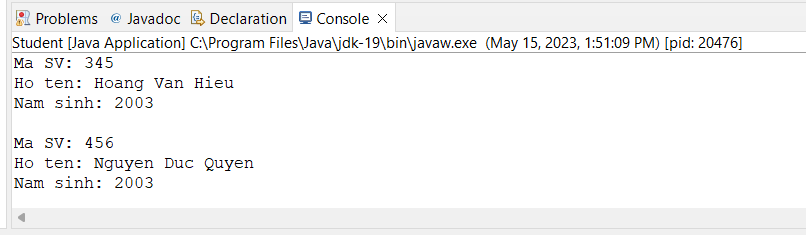 Problems @ Javadoc Declaration Console
Student [Java Application] C:\Program Files\Java\jdk-19\bin\javaw.exe (May 15, 2023, 1:51:09 PM) [pid: 20476]
Ma SV: 345
Ho ten: Hoang Van Hieu
Nam sinh: 2003
Ma SV: 456
Ho ten: Nguyen Duc Quyen
Nam sinh: 2003